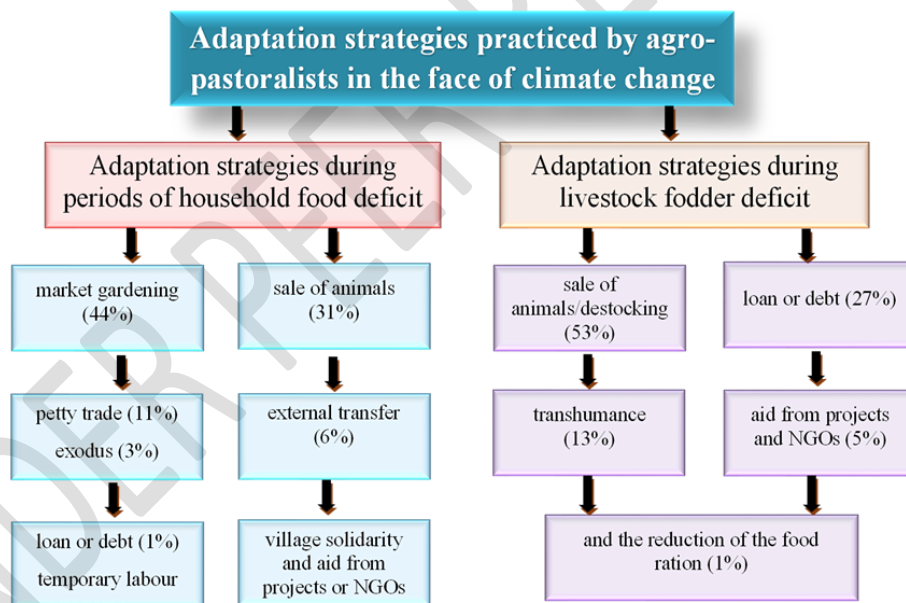 Adaptation strategies practiced by agro-
pastoralists in the face of climate change
Adaptation strategies during
periods of household food deficit
Adaptation strategies during
livestock fodder deficit
market gardening
(44%)
sale of animals
(31%)
sale of
animals/destocking
(53%)
loan or debt (27%)
petty trade (11%)
exodus (3%)
external transfer
(6%)
transhumance
(13%)
aid from projects
and NGOs (5%)
loan or debt (1%)
temporary labour
village solidarity
and aid from
projects or NGOs
and the reduction of the food
ration (1%)
NDER PEER